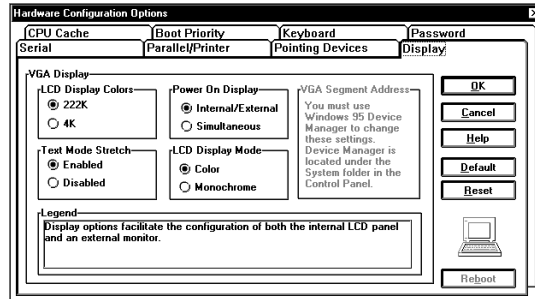 Hardware Configuration Options
CPU Cache
Boot Priority
Keyboard
Password
Serial
Parallel/Printer
Pointing Devices
Display
VGA Display
LCD Display Colors
222K
4K
Power On Display
Internal/External
Simultaneous
VGA Segment Address
You must use
Windows 95 Device
Manager to change
these settings.
Device Manager is
located under the
System folder in the
Control Panel.
Text Mode Stretch
Enabled
Disabled
LCD Display Mode
Color
Monochrome
Legend
Display options facilitate the configuration of both the internal LCD panel
and an external monitor.
OK
Cancel
Help
Default
Reset
Reboot